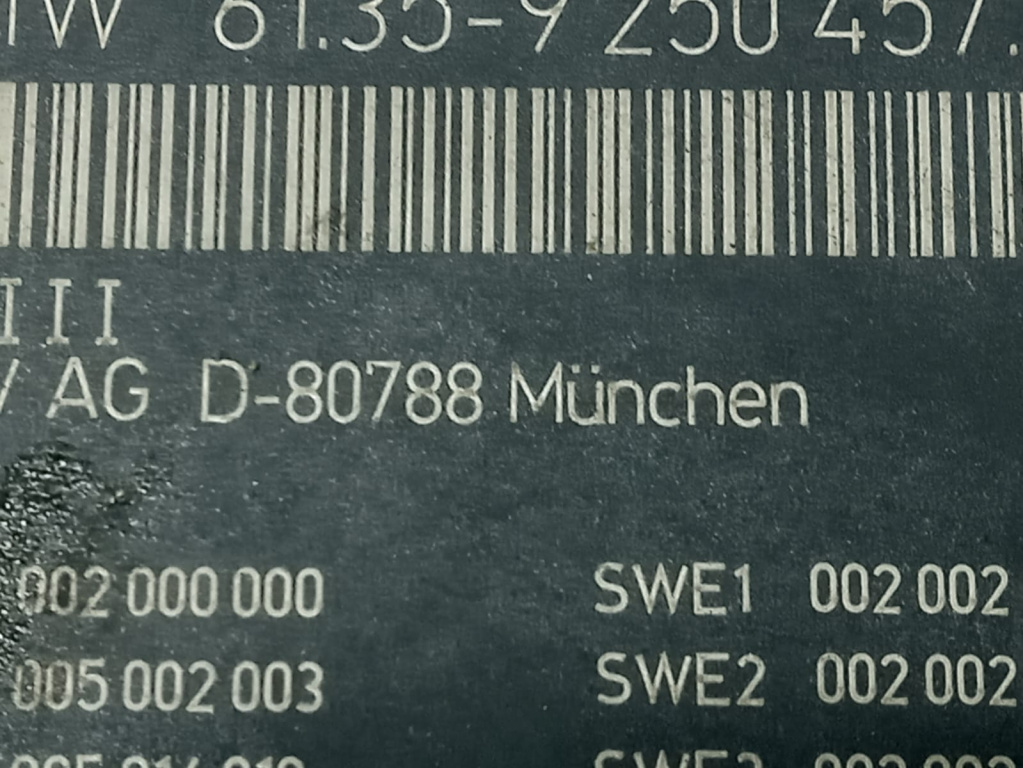 61.35-9 250 457.
III
AG D-80788 München
002 000 000 SWE1 002 002
005 002 003 SWE2 002 002